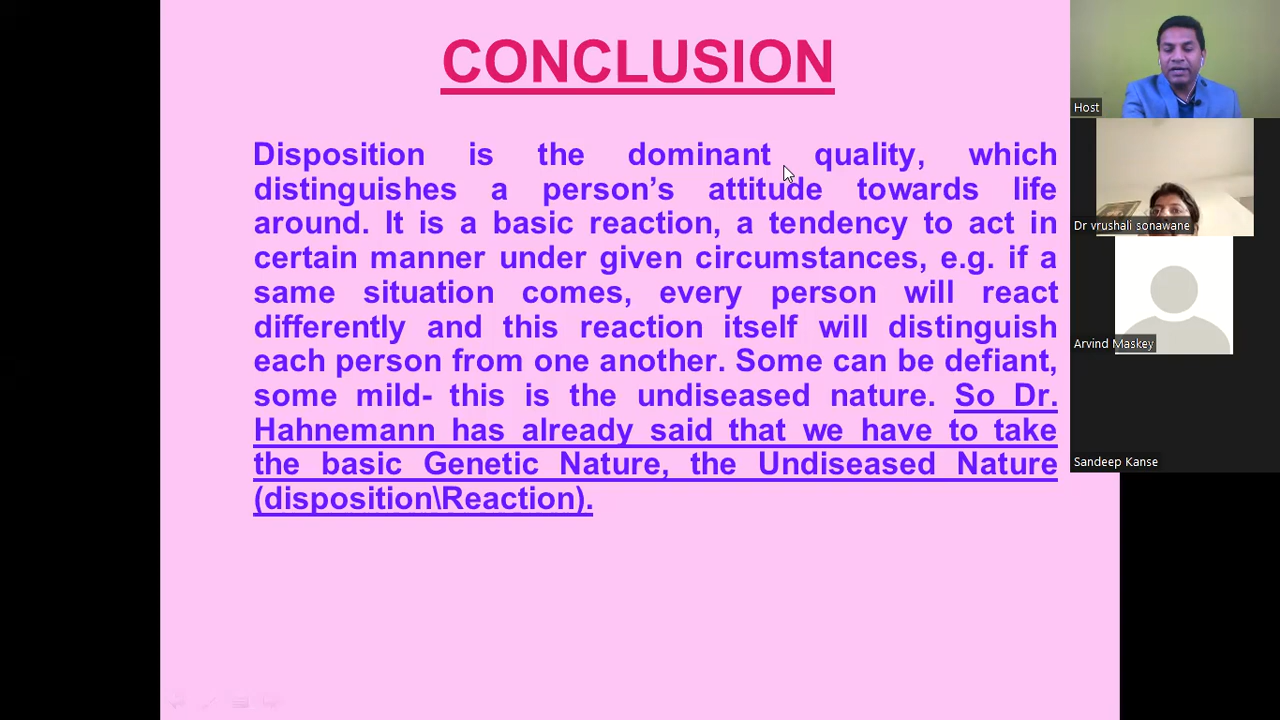 CONCLUSION
Disposition is the dominant quality, which
distinguishes a person's attitude towards life
around. It is a basic reaction, a tendency to act in
certain manner under given circumstances, e.g. if a
same situation comes, every person will react
differently and this reaction itself will distinguish
each person from one another. Some can be defiant,
some mild- this is the undiseased nature. So Dr.
Hahnemann has already said that we have to take
the basic Genetic Nature, the Undiseased Nature
(disposition\Reaction).
Host
Dr vrushali sonawane
Arvind Maskey
Sandeep Kanse